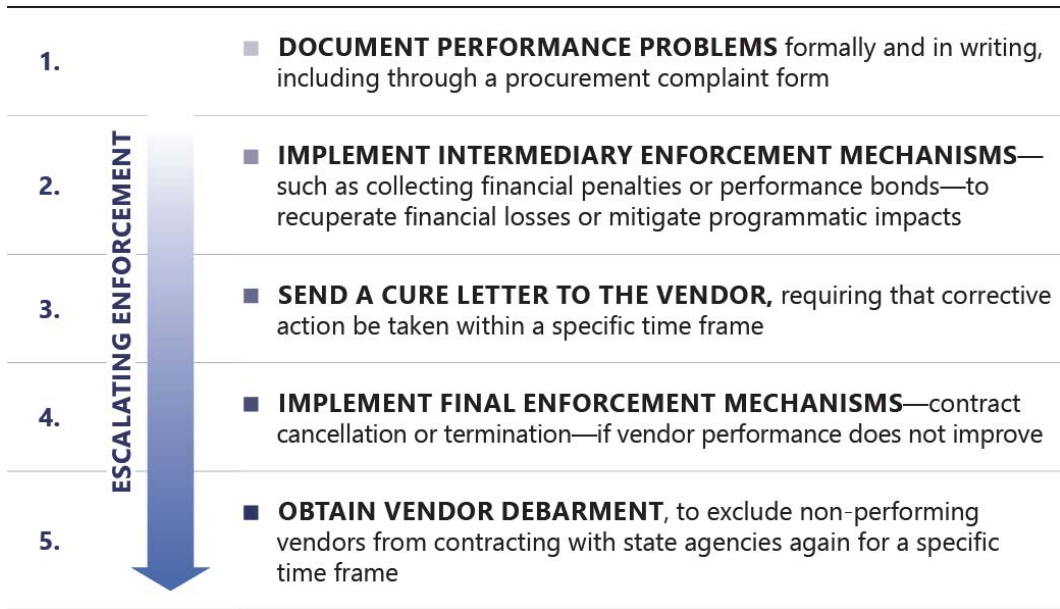 1.
■ DOCUMENT PERFORMANCE PROBLEMS formally and in writing,
including through a procurement complaint form
ESCALATING ENFORCEMENT
2.
■ IMPLEMENT INTERMEDIARY ENFORCEMENT MECHANISMS—
such as collecting financial penalties or performance bonds—to
recuperate financial losses or mitigate programmatic impacts
3.
■ SEND A CURE LETTER TO THE VENDOR, requiring that corrective
action be taken within a specific time frame
4.
■ IMPLEMENT FINAL ENFORCEMENT MECHANISMS—contract
cancellation or termination—if vendor performance does not improve
5.
■ OBTAIN VENDOR DEBARMENT, to exclude non-performing
vendors from contracting with state agencies again for a specific
time frame